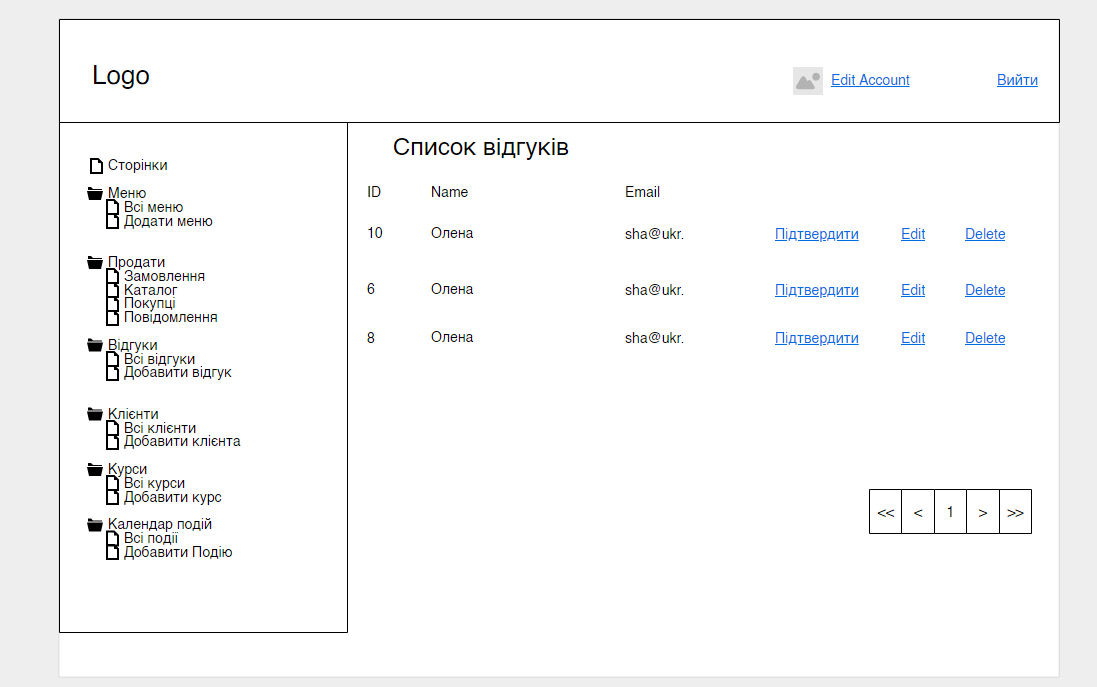 Logo
Edit Account
Вийти
Сторінки
Меню
Всі меню
Додати меню
Продати
Замовлення
Каталог
Покупці
Повідомлення
Відгуки
Всі відгуки
Добавити відгук
Клієнти
Всі клієнти
Добавити клієнта
Курси
Всі курси
Добавити курс
Календар подій
Всі події
Добавити Подію
Список відгуків
ID Name Email
10 Олена sha@ukr. Підтвердити Edit Delete
6 Олена sha@ukr. Підтвердити Edit Delete
8 Олена sha@ukr. Підтвердити Edit Delete
<< < 1 > >>